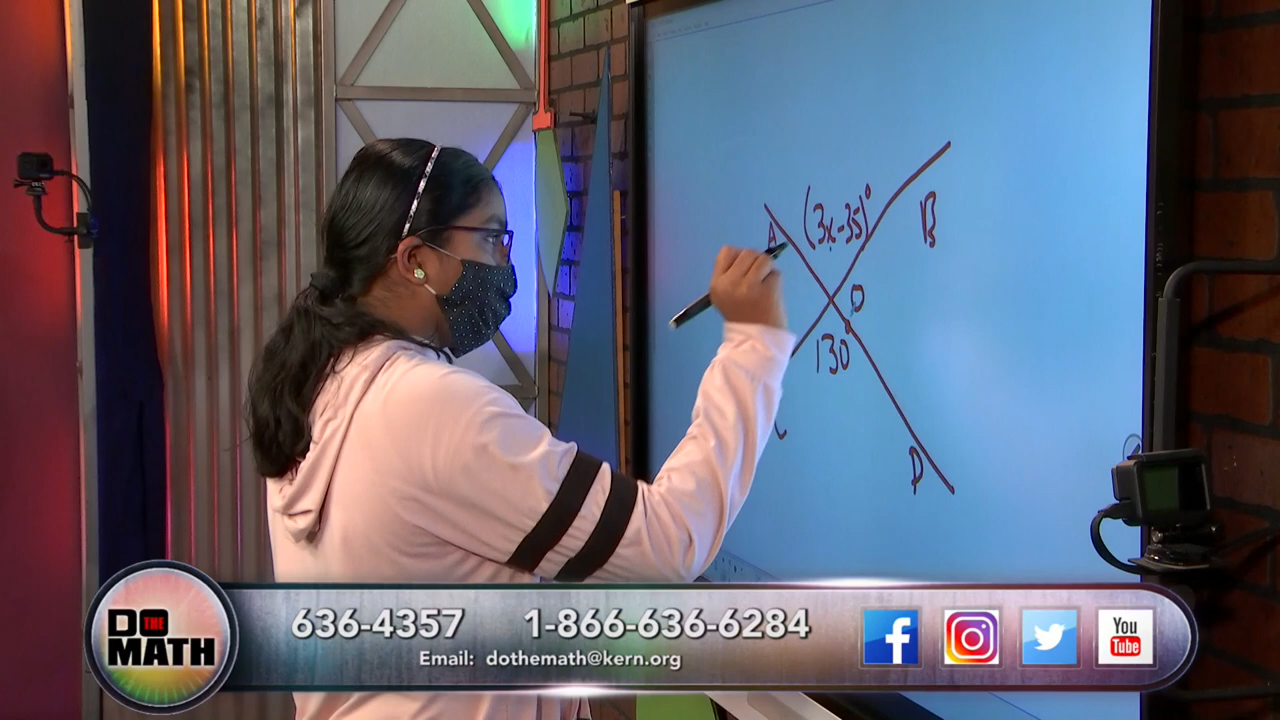 (3x-35)°
A
B
O
130
D
DO THE MATH
636-4357 1-866-636-6284
Email: dothemath@kern.org
f
You
Tube